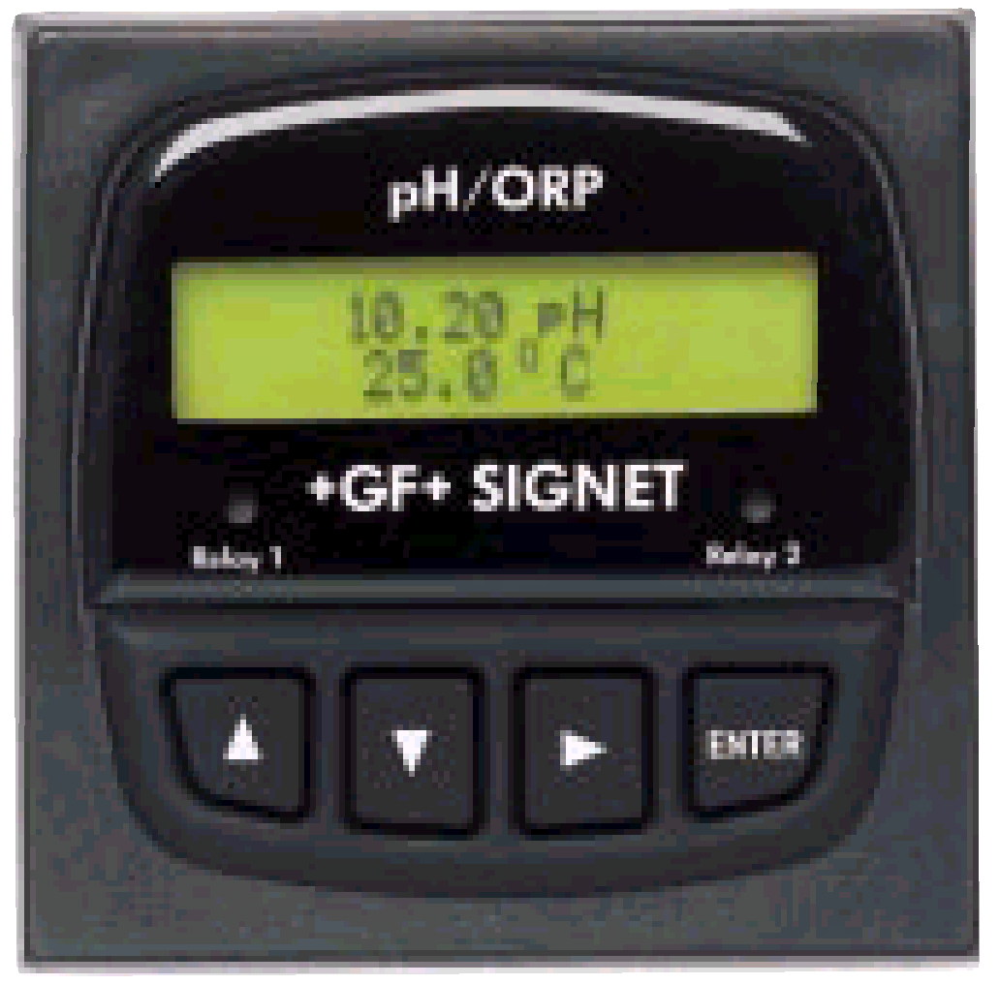 pH/ORP
10.20 pH
25.0 °C
+GF+ SIGNET
Relay 1
Relay 2
ENTER